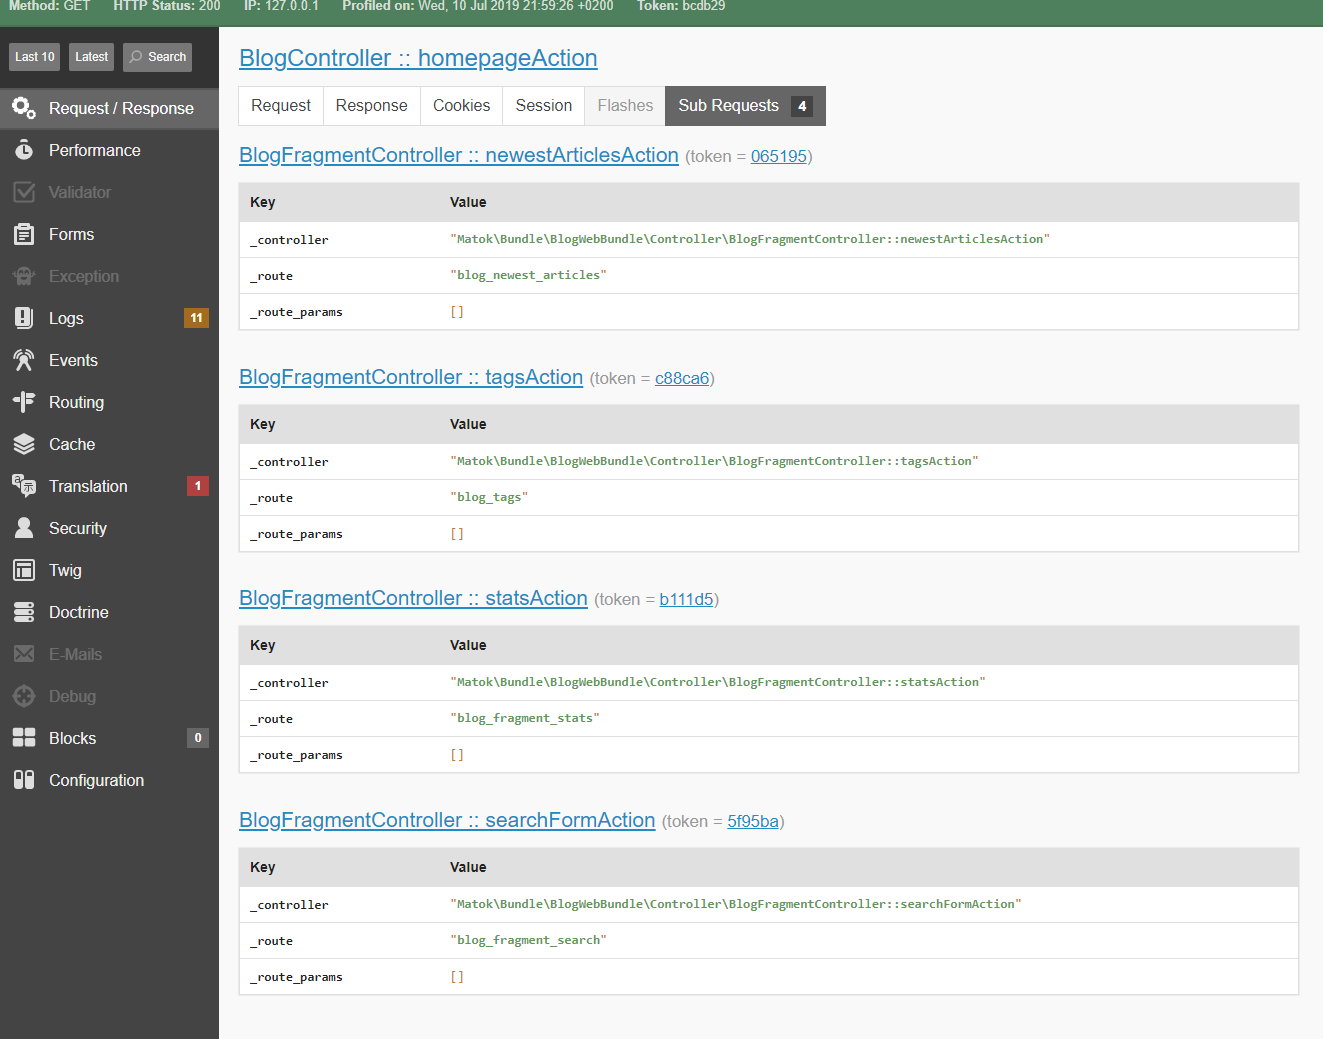 Method: GET HTTP Status: 200 IP: 127.0.0.1 Profiled on: Wed, 10 Jul 2019 21:59:26 +0200 Token: bcdb29
Last 10 Latest Search
Request / Response
Performance
Validator
Forms
Exception
Logs 11
Events
Routing
Cache
Translation 1
Security
Twig
Doctrine
E-Mails
Debug
Blocks 0
Configuration
BlogController :: homepageAction
Request Response Cookies Session Flashes Sub Requests 4
BlogFragmentController :: newestArticlesAction (token = 065195)
Key Value
_controller "Matok\Bundle\BlogWebBundle\Controller\BlogFragmentController::newestArticlesAction"
_route "blog_newest_articles"
_route_params []
BlogFragmentController :: tagsAction (token = c88ca6)
Key Value
_controller "Matok\Bundle\BlogWebBundle\Controller\BlogFragmentController::tagsAction"
_route "blog_tags"
_route_params []
BlogFragmentController :: statsAction (token = b111d5)
Key Value
_controller "Matok\Bundle\BlogWebBundle\Controller\BlogFragmentController::statsAction"
_route "blog_fragment_stats"
_route_params []
BlogFragmentController :: searchFormAction (token = 5f95ba)
Key Value
_controller "Matok\Bundle\BlogWebBundle\Controller\BlogFragmentController::searchFormAction"
_route "blog_fragment_search"
_route_params []